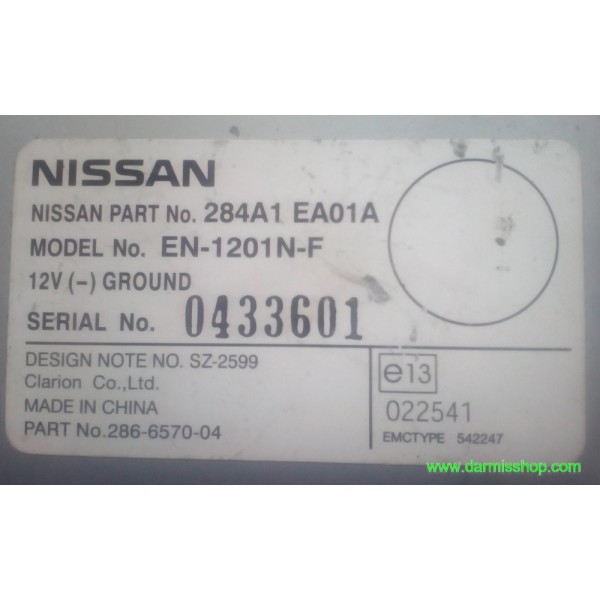 NISSAN
NISSAN PART No. 284A1 EA01A
MODEL No. EN-1201N-F
12V (-) GROUND
SERIAL No. 0433601
DESIGN NOTE NO. SZ-2599
Clarion Co.,Ltd.
MADE IN CHINA
PART No.286-6570-04
e13
022541
EMCTYPE 542247
www.darmisshop.com